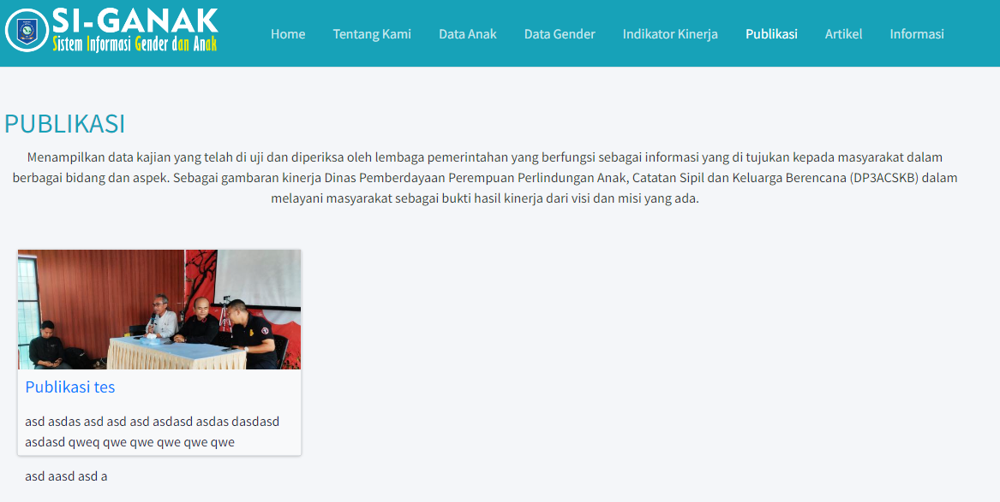 SI-GANAK
Sistem Informasi Gender dan Anak
Home Tentang Kami Data Anak Data Gender Indikator Kinerja Publikasi Artikel Informasi
PUBLIKASI
Menampilkan data kajian yang telah di uji dan diperiksa oleh lembaga pemerintahan yang berfungsi sebagai informasi yang di tujukan kepada masyarakat dalam
berbagai bidang dan aspek. Sebagai gambaran kinerja Dinas Pemberdayaan Perempuan Perlindungan Anak, Catatan Sipil dan Keluarga Berencana (DP3ACSKB) dalam
melayani masyarakat sebagai bukti hasil kinerja dari visi dan misi yang ada.
Publikasi tes
asd asdas asd asd asd asdasd asdas dasdasd
asdasd qweq qwe qwe qwe qwe qwe
asd aasd asd a